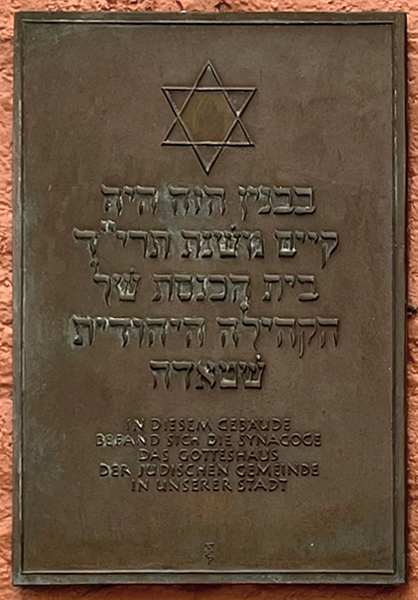 בבנין הזה היה
קיים משנת תרי״ד
בית הכנסת של
הקהילה היהודית
שטאדה
IN DIESEM GEBÄUDE
BEFAND SICH DIE SYNAGOGE
DAS GOTTESHAUS
DER JÜDISCHEN GEMEINDE
IN UNSERER STADT